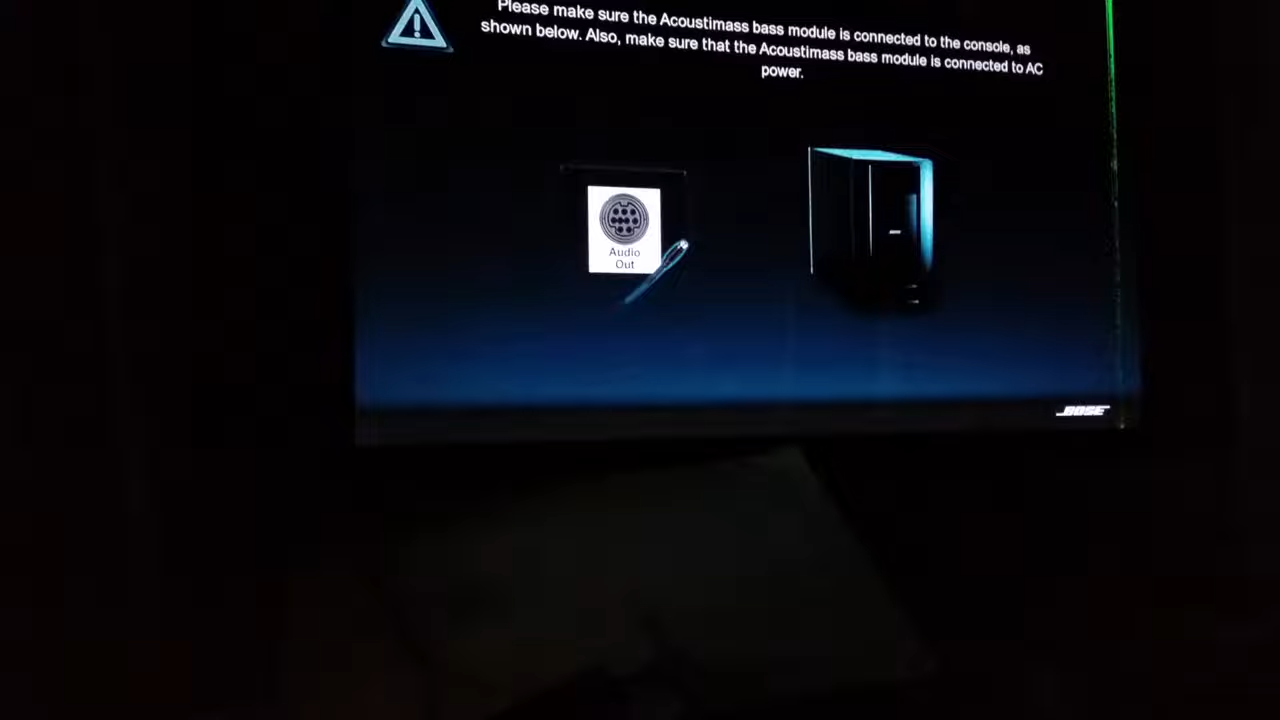 Please make sure the Acoustimass bass module is connected to the console, as
shown below. Also, make sure that the Acoustimass bass module is connected to AC
power.
Audio
Out
BOSE